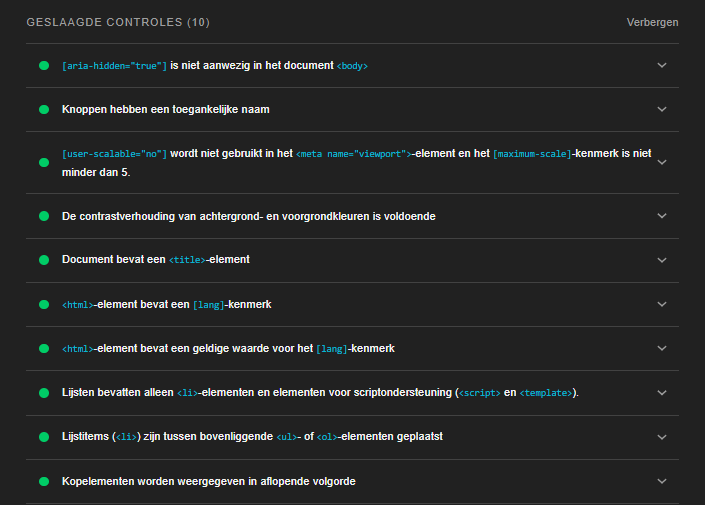 GESLAAGDE CONTROLES (10) Verbergen
[aria-hidden="true"] is niet aanwezig in het document <body>
Knoppen hebben een toegankelijke naam
[user-scalable="no"] wordt niet gebruikt in het <meta name="viewport">-element en het [maximum-scale]-kenmerk is niet
minder dan 5.
De contrastverhouding van achtergrond- en voorgrondkleuren is voldoende
Document bevat een <title>-element
<html>-element bevat een [lang]-kenmerk
<html>-element bevat een geldige waarde voor het [lang]-kenmerk
Lijsten bevatten alleen <li>-elementen en elementen voor scriptondersteuning (<script> en <template>).
Lijstitems (<li>) zijn tussen bovenliggende <ul>- of <ol>-elementen geplaatst
Kopelementen worden weergegeven in aflopende volgorde